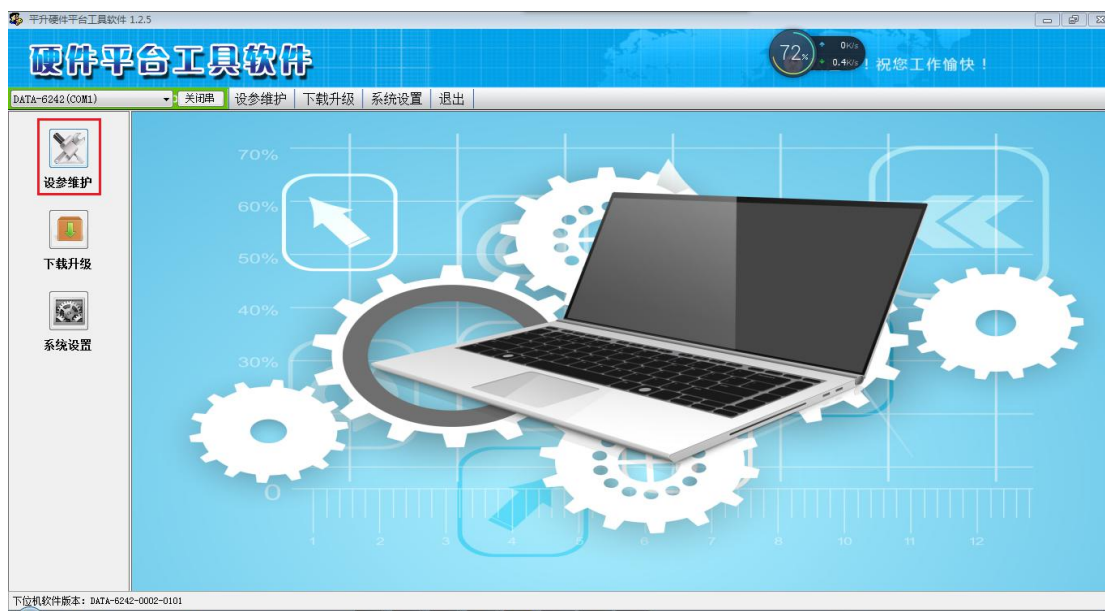 平升硬件平台工具软件 1.2.5
硬件平台工具软件
72%
0K/s
0.4K/s
！祝您工作愉快！
DATA-6242(COM1)
关闭串
设参维护
下载升级
系统设置
退出
设参维护
下载升级
系统设置
70%
60%
50%
40%
30%
0
1 2 3 4 5 6 7 8 10 11 12
下位机软件版本：DATA-6242-0002-0101